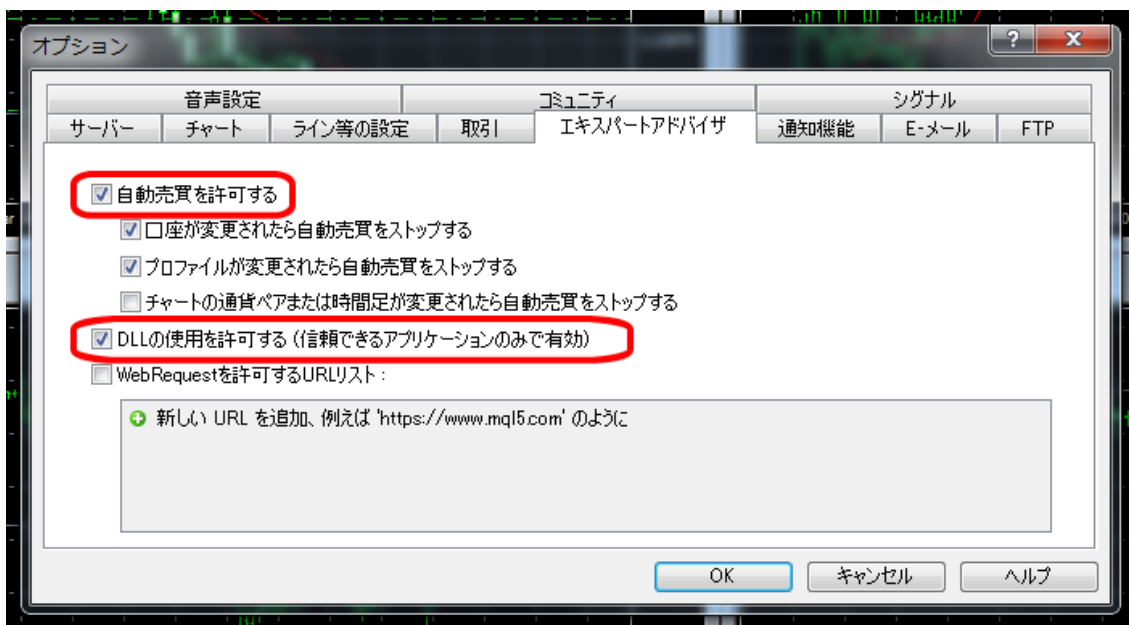 オプション
音声設定 コミュニティ シグナル
サーバー チャート ライン等の設定 取引 エキスパートアドバイザ 通知機能 E-メール FTP
自動売買を許可する
口座が変更されたら自動売買をストップする
プロファイルが変更されたら自動売買をストップする
チャートの通貨ペアまたは時間足が変更されたら自動売買をストップする
DLLの使用を許可する(信頼できるアプリケーションのみで有効)
WebRequestを許可するURLリスト:
新しい URL を追加、例えば 'https://www.mql5.com' のように
OK キャンセル ヘルプ